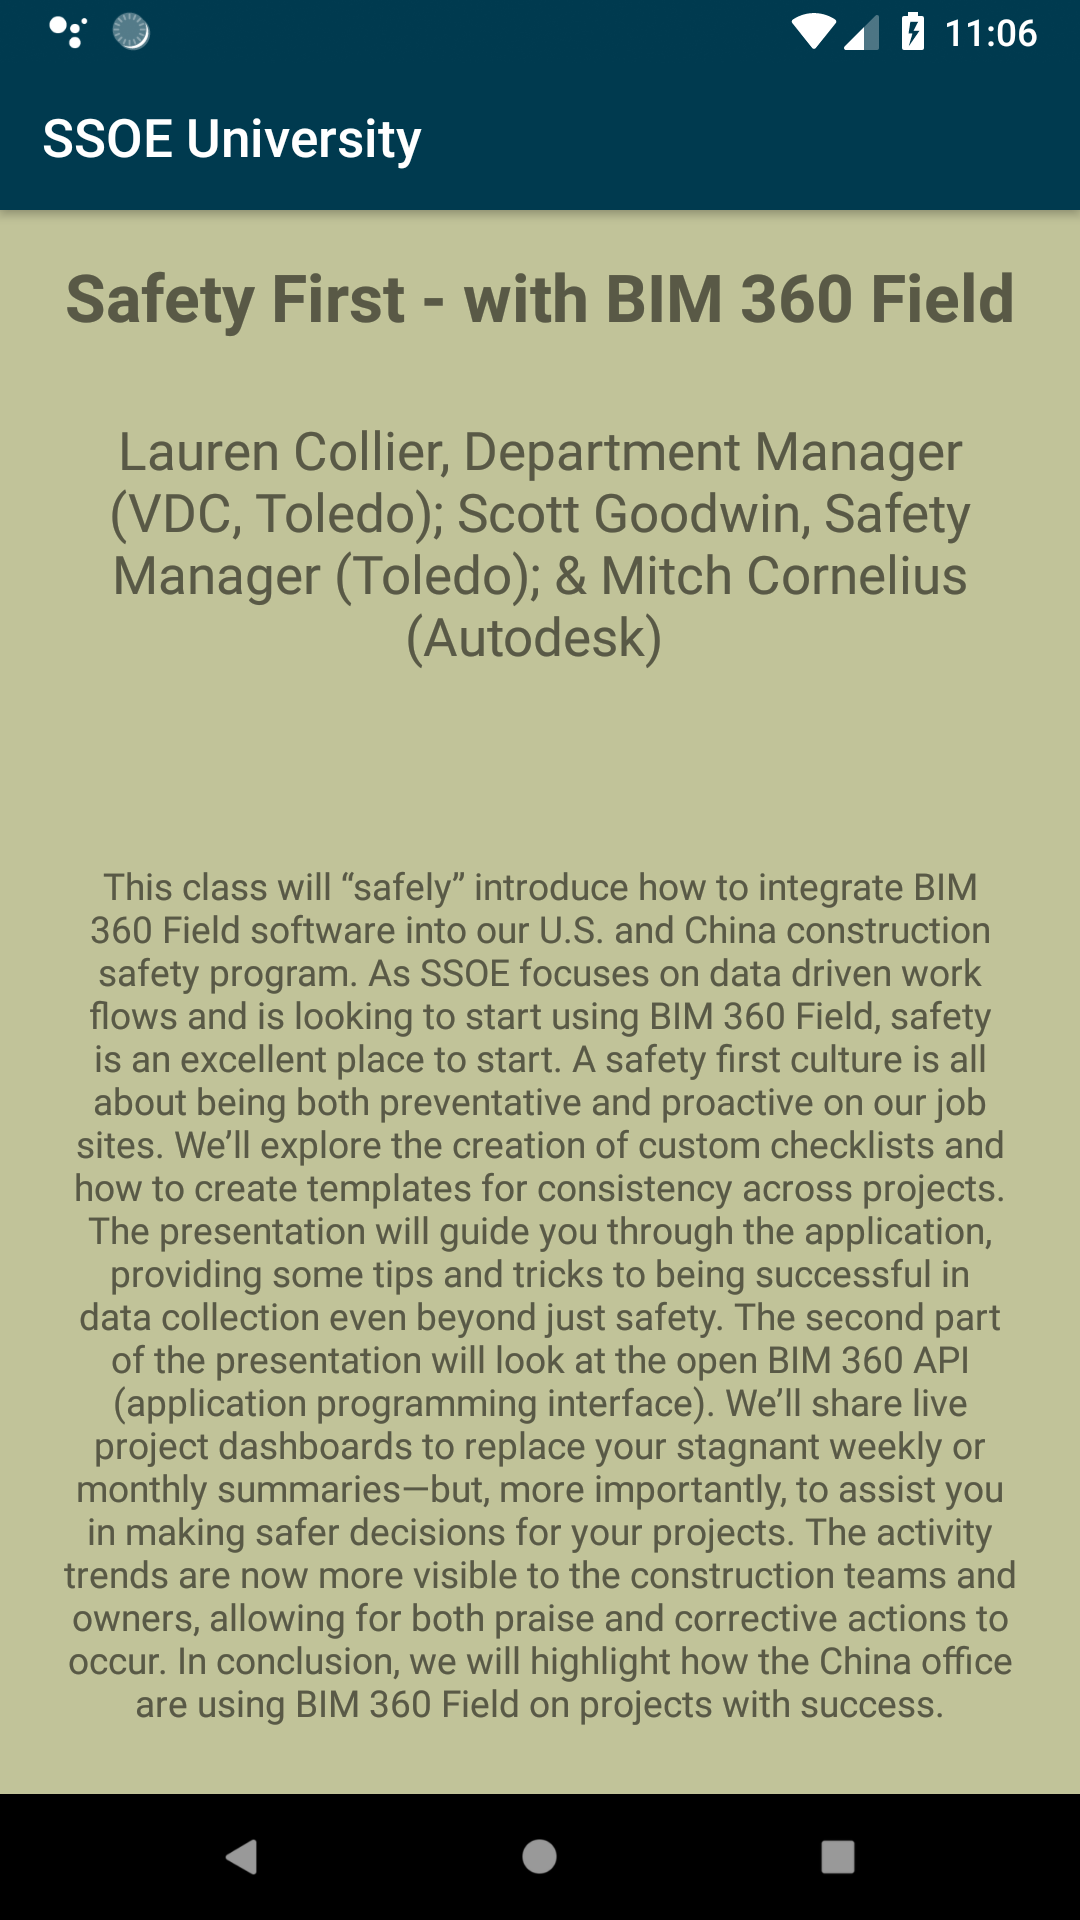 11:06
SSOE University
Safety First - with BIM 360 Field
Lauren Collier, Department Manager
(VDC, Toledo); Scott Goodwin, Safety
Manager (Toledo); & Mitch Cornelius
(Autodesk)
This class will “safely” introduce how to integrate BIM
360 Field software into our U.S. and China construction
safety program. As SSOE focuses on data driven work
flows and is looking to start using BIM 360 Field, safety
is an excellent place to start. A safety first culture is all
about being both preventative and proactive on our job
sites. We’ll explore the creation of custom checklists and
how to create templates for consistency across projects.
The presentation will guide you through the application,
providing some tips and tricks to being successful in
data collection even beyond just safety. The second part
of the presentation will look at the open BIM 360 API
(application programming interface). We’ll share live
project dashboards to replace your stagnant weekly or
monthly summaries—but, more importantly, to assist you
in making safer decisions for your projects. The activity
trends are now more visible to the construction teams and
owners, allowing for both praise and corrective actions to
occur. In conclusion, we will highlight how the China office
are using BIM 360 Field on projects with success.